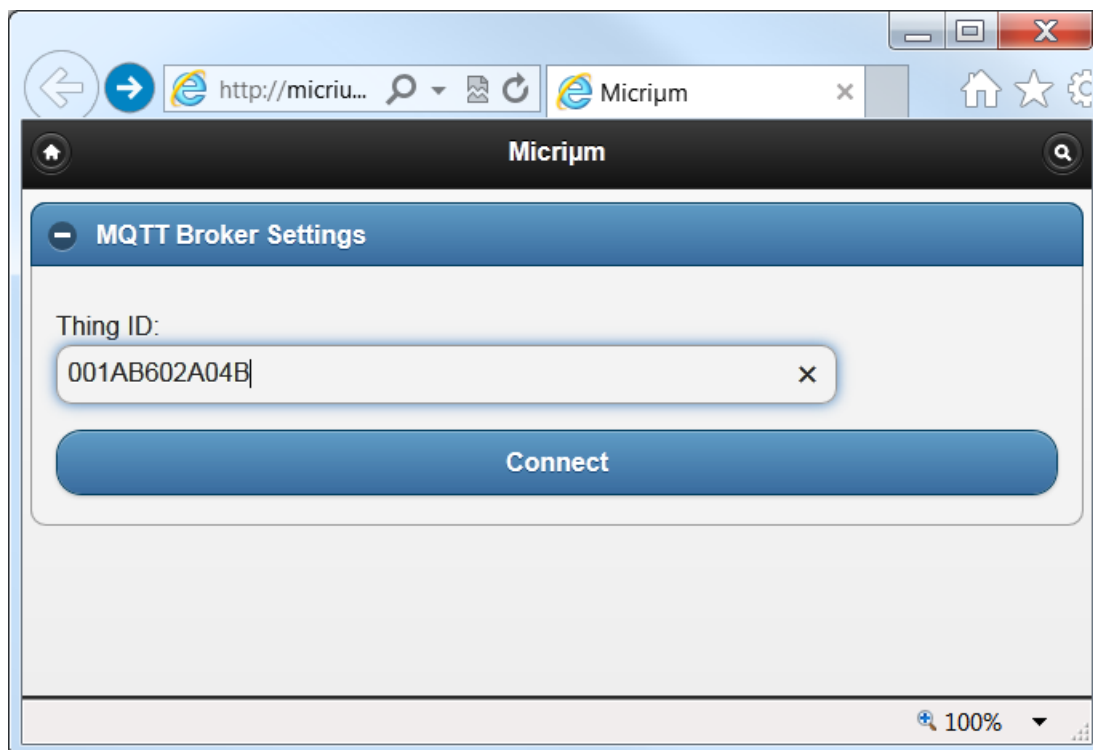 http://micriu...
Micriµm
Micriµm
MQTT Broker Settings
Thing ID:
001AB602A04B
Connect
100%